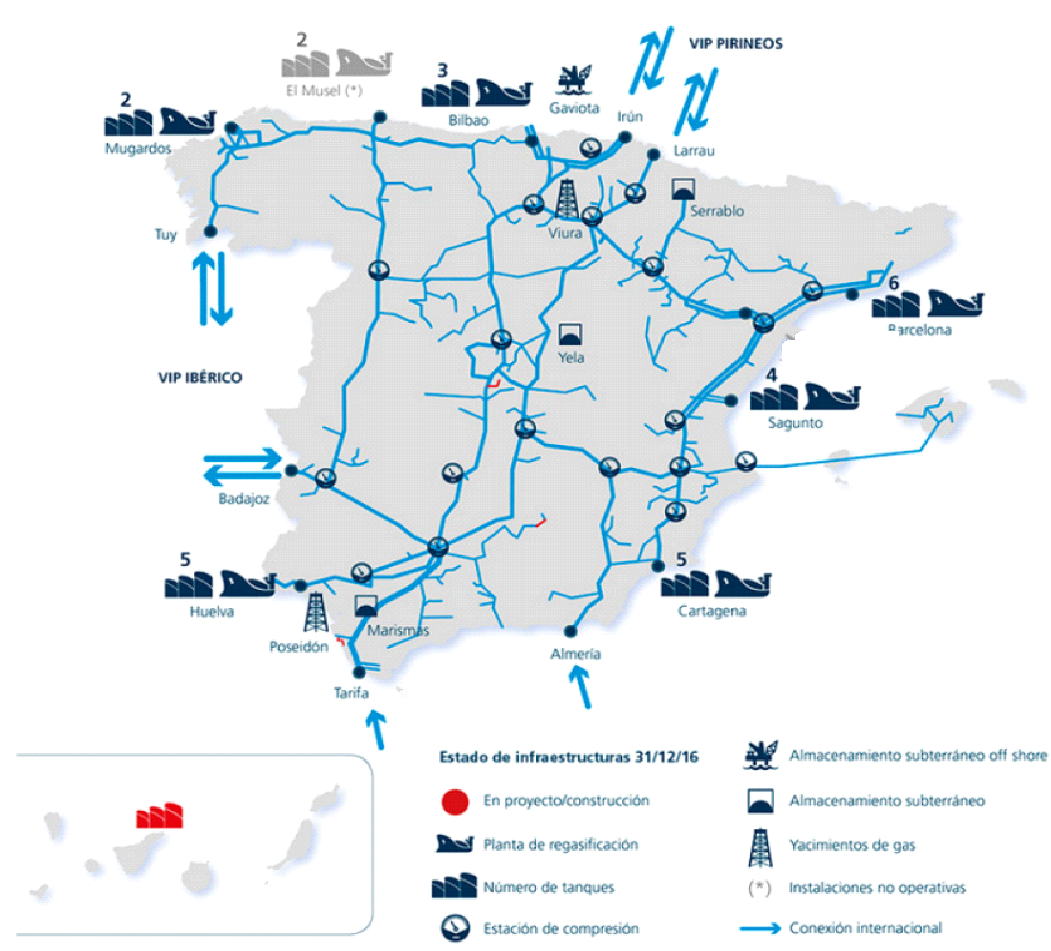 2
El Musel (*)
VIP PIRINEOS
3
Bilbao
Gaviota
Irún
2
Mugardos
Larrau
Serrablo
Viura
Tuy
6
Barcelona
Yela
VIP IBÉRICO
4
Sagunto
Badajoz
5
Huelva
5
Cartagena
Poseidón
Marismas
Almería
Tarifa
Estado de infraestructuras 31/12/16
En proyecto/construcción
Planta de regasificación
Número de tanques
Estación de compresión
Almacenamiento subterráneo off shore
Almacenamiento subterráneo
Yacimientos de gas
(*) Instalaciones no operativas
Conexión internacional